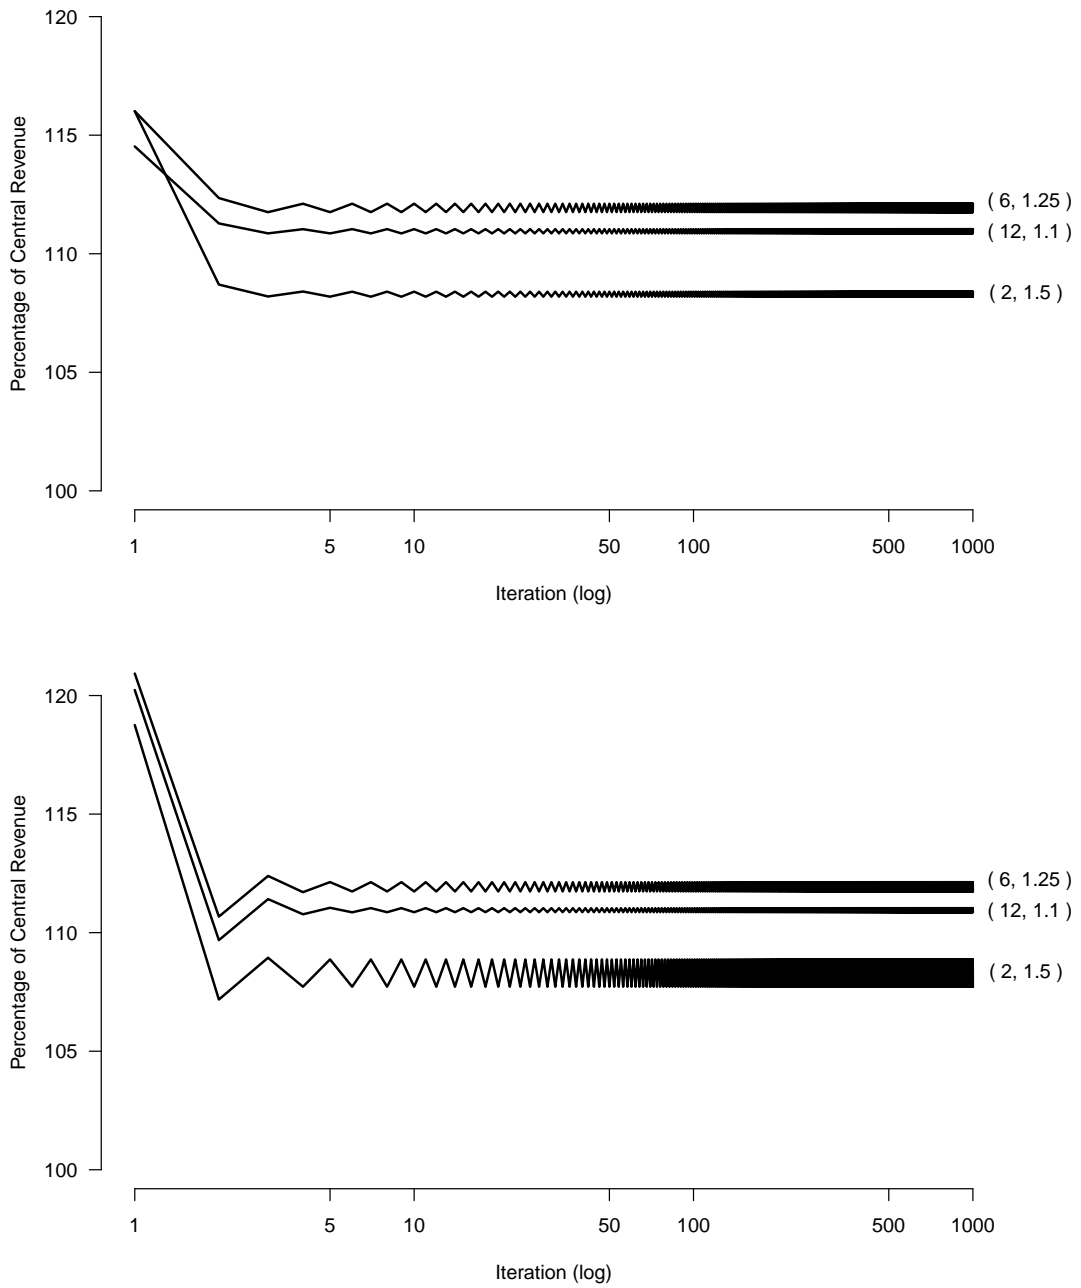 120
115
110
105
100
Percentage of Central Revenue
( 6, 1.25 )
( 12, 1.1 )
( 2, 1.5 )
1 5 10 50 100 500 1000
Iteration (log)
120
115
110
105
100
Percentage of Central Revenue
( 6, 1.25 )
( 12, 1.1 )
( 2, 1.5 )
1 5 10 50 100 500 1000
Iteration (log)